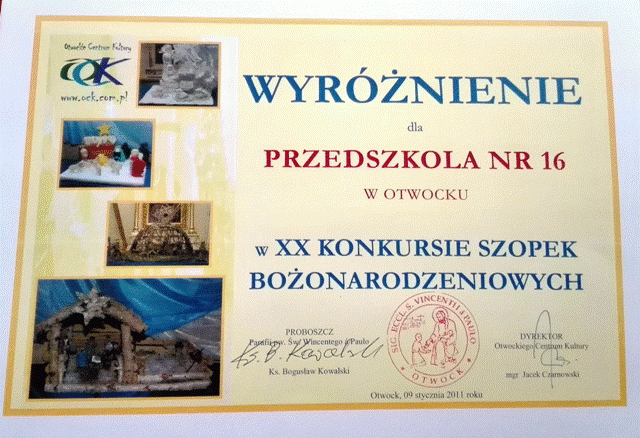 Otwockie Centrum Kultury
OCK
www.ock.com.pl
WYRÓŻNIENIE
dla
PRZEDSZKOLA NR 16
W OTWOCKU
w XX KONKURSIE SZOPEK
BOŻONARODZENIOWYCH
PROBOSZCZ
Parafii pw. Św. Wincentego á Paulo
Ks. B. Kowalski
Ks. Bogusław Kowalski
SIG. ECCL. S. VINCENTII a PAULO
OTWOCK
DYREKTOR
Otwockiego Centrum Kultury
mgr Jacek Czarnowski
Otwock, 09 stycznia 2011 roku